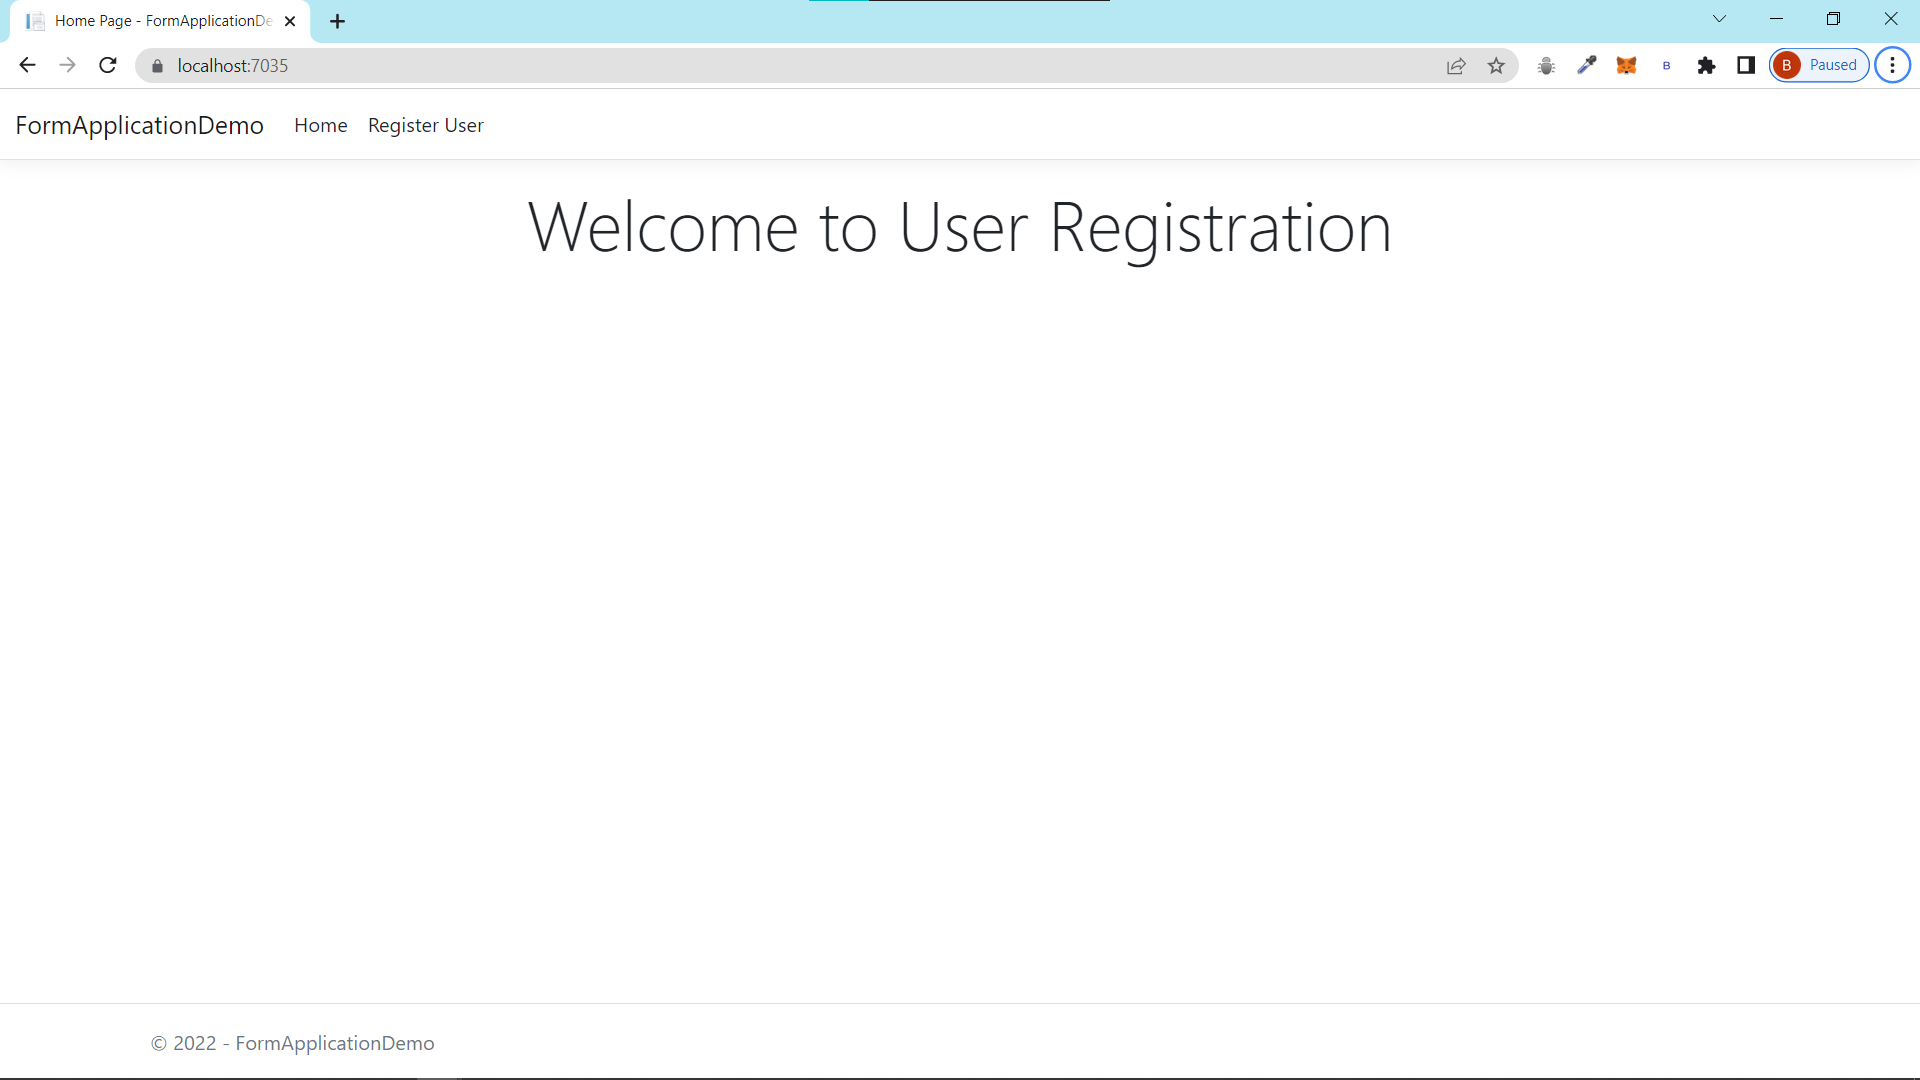 Home Page - FormApplicationDe
localhost:7035
B
B Paused
FormApplicationDemo Home Register User
Welcome to User Registration
© 2022 - FormApplicationDemo